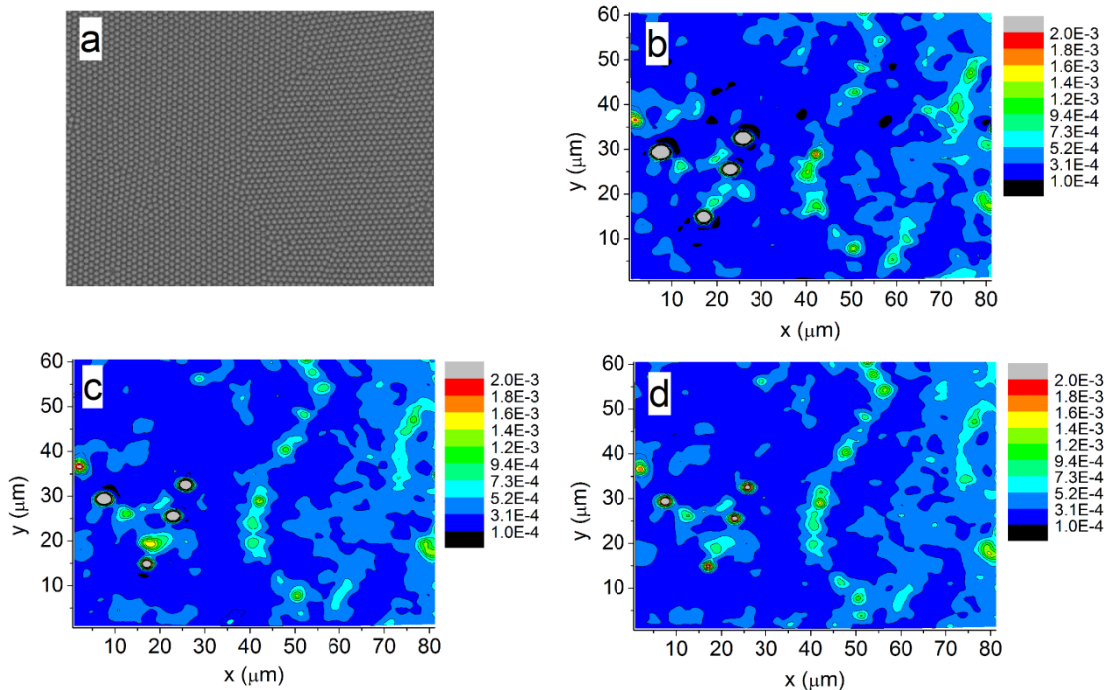 a
b
60
50
40
30
20
10
y (μm)
10 20 30 40 50 60 70 80
x (μm)
2.0E-3
1.8E-3
1.6E-3
1.4E-3
1.2E-3
9.4E-4
7.3E-4
5.2E-4
3.1E-4
1.0E-4
c
60
50
40
30
20
10
y (μm)
10 20 30 40 50 60 70 80
x (μm)
2.0E-3
1.8E-3
1.6E-3
1.4E-3
1.2E-3
9.4E-4
7.3E-4
5.2E-4
3.1E-4
1.0E-4
d
60
50
40
30
20
10
y (μm)
10 20 30 40 50 60 70 80
x (μm)
2.0E-3
1.8E-3
1.6E-3
1.4E-3
1.2E-3
9.4E-4
7.3E-4
5.2E-4
3.1E-4
1.0E-4